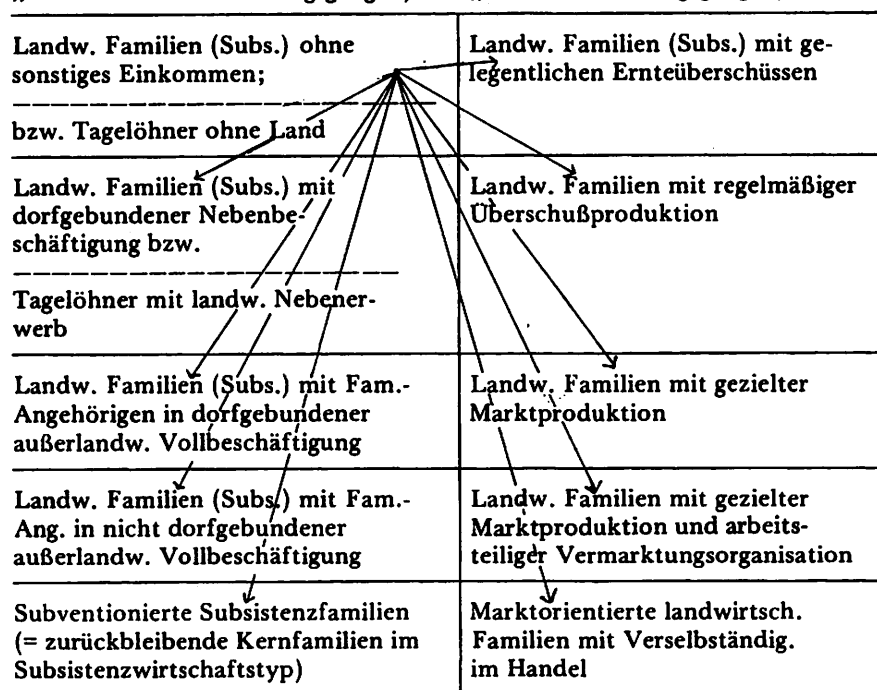 Landw. Familien (Subs.) ohne
sonstiges Einkommen;
bzw. Tagelöhner ohne Land
Landw. Familien (Subs.) mit
dorfgebundener Nebenbe-
schäftigung bzw.
Tagelöhner mit landw. Nebener-
werb
Landw. Familien (Subs.) mit Fam.-
Angehörigen in dorfgebundener
außerlandw. Vollbeschäftigung
Landw. Familien (Subs.) mit Fam.-
Ang. in nicht dorfgebundener
außerlandw. Vollbeschäftigung
Subventionierte Subsistenzfamilien
(= zurückbleibende Kernfamilien im
Subsistenzwirtschaftstyp)
Landw. Familien (Subs.) mit ge-
legentlichen Ernteüberschüssen
Landw. Familien mit regelmäßiger
Überschußproduktion
Landw. Familien mit gezielter
Marktproduktion
Landw. Familien mit gezielter
Marktproduktion und arbeits-
teiliger Vermarktungsorganisation
Marktorientierte landwirtsch.
Familien mit Verselbständig.
im Handel